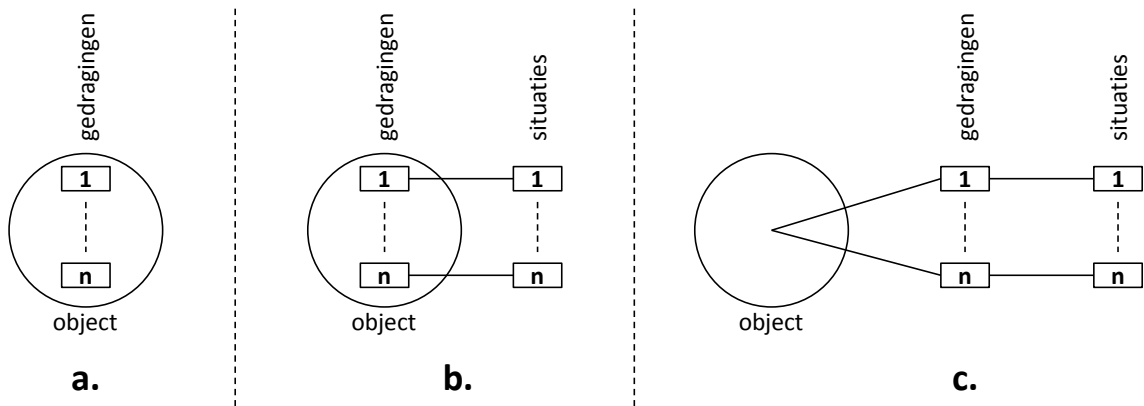 gedragingen
1
n
object
a.
gedragingen
situaties
1
1
n
n
object
b.
gedragingen
situaties
1
1
n
n
object
c.